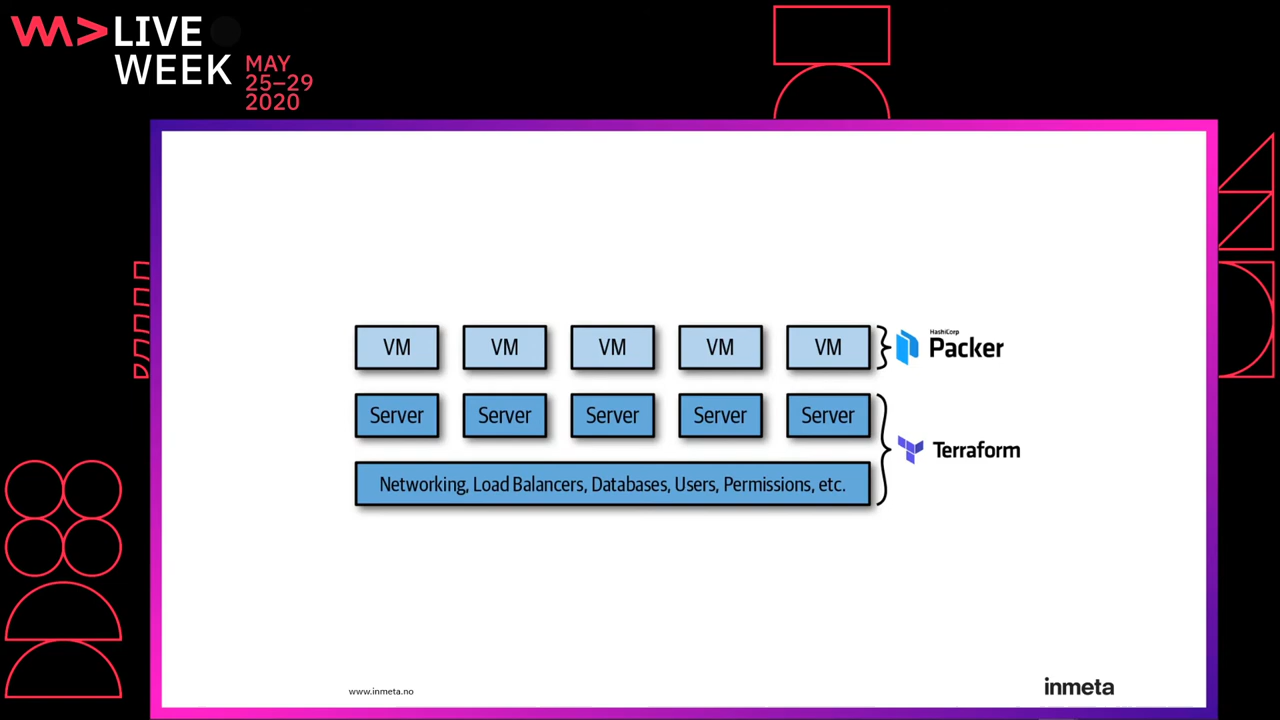 LIVE
WEEK
MAY
25–29
2020
VM VM VM VM VM
HashiCorp
Packer
Server Server Server Server Server
Terraform
Networking, Load Balancers, Databases, Users, Permissions, etc.
www.inmeta.no
inmeta